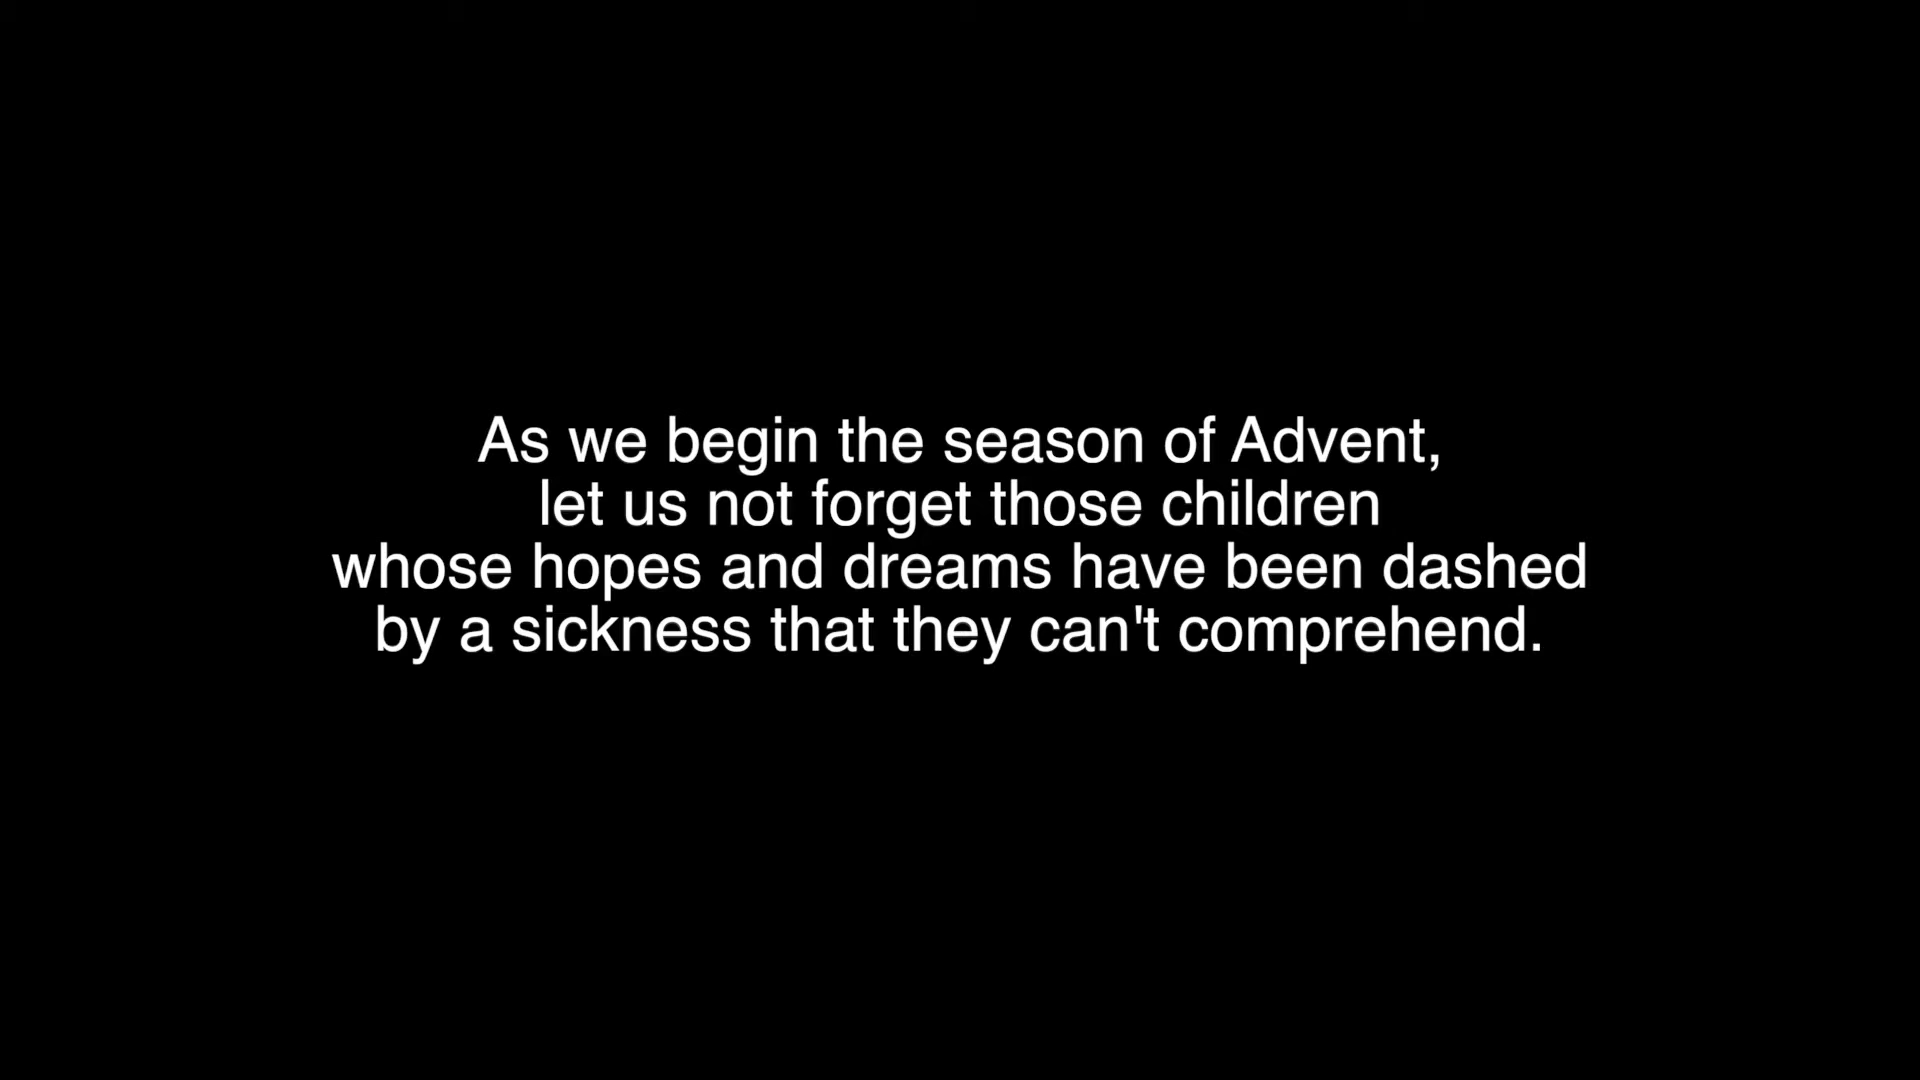 As we begin the season of Advent,
let us not forget those children
whose hopes and dreams have been dashed
by a sickness that they can't comprehend.